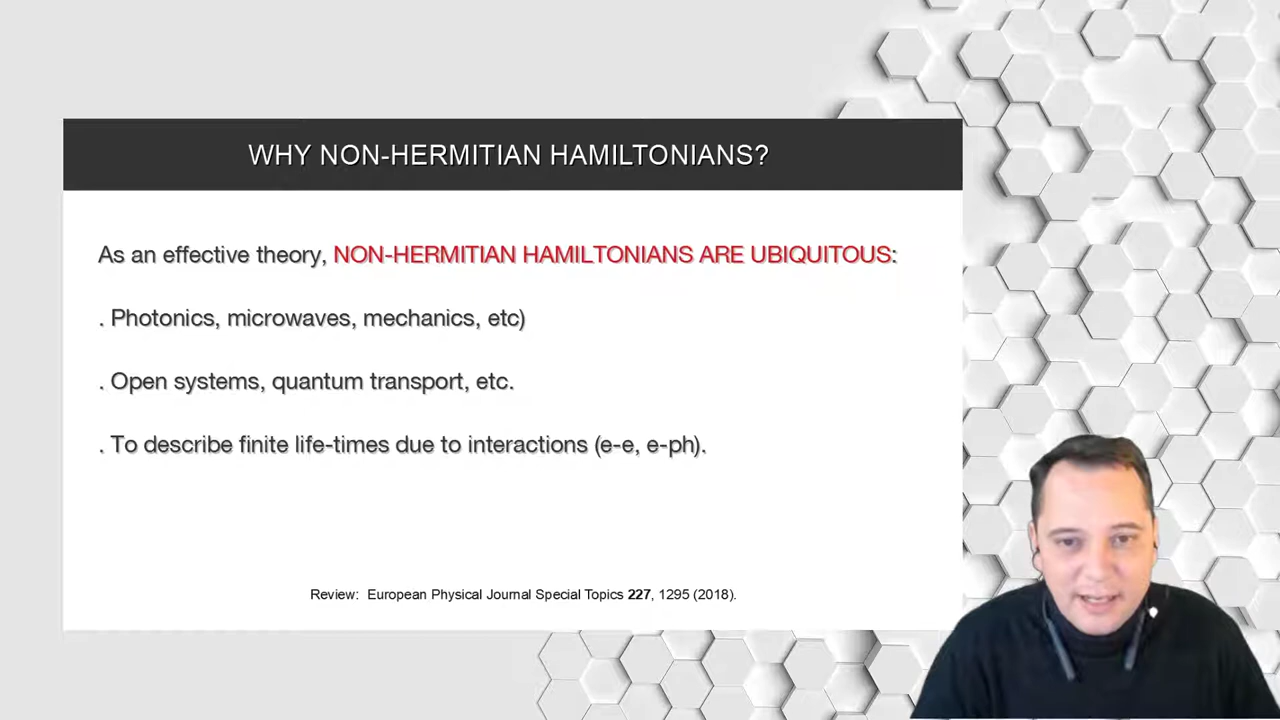 WHY NON-HERMITIAN HAMILTONIANS?
As an effective theory, NON-HERMITIAN HAMILTONIANS ARE UBIQUITOUS:
. Photonics, microwaves, mechanics, etc)
. Open systems, quantum transport, etc.
. To describe finite life-times due to interactions (e-e, e-ph).
Review: European Physical Journal Special Topics 227, 1295 (2018).